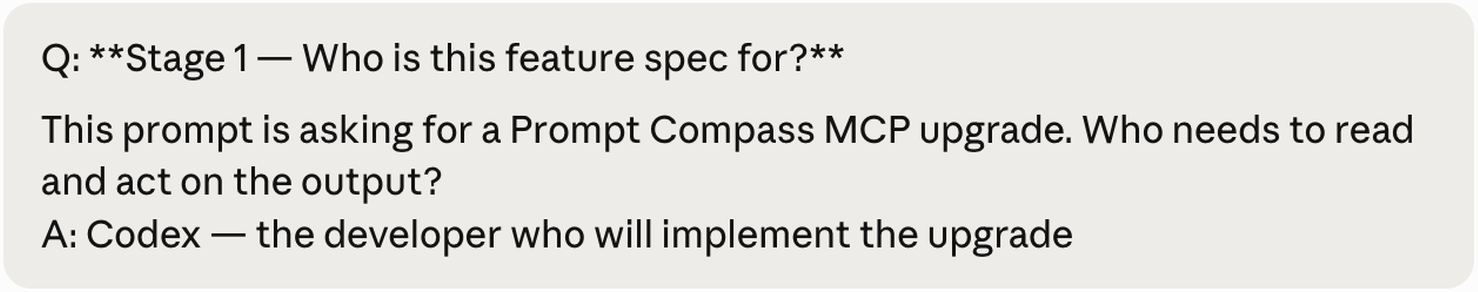 Q: **Stage 1 — Who is this feature spec for?**
This prompt is asking for a Prompt Compass MCP upgrade. Who needs to read
and act on the output?
A: Codex — the developer who will implement the upgrade